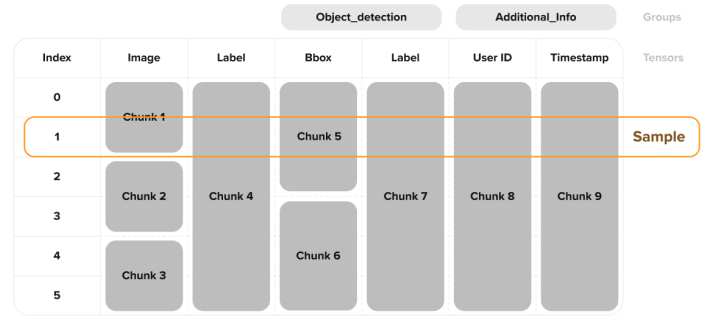 Object_detection Additional_Info Groups
Index Image Label Bbox Label User ID Timestamp Tensors
0
Chunk 1
1 Chunk 5 Sample
2
Chunk 2 Chunk 4 Chunk 7 Chunk 8 Chunk 9
3
4 Chunk 6
Chunk 3
5